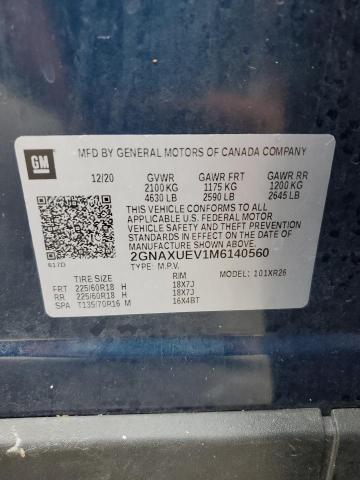 GM
MFD BY GENERAL MOTORS OF CANADA COMPANY
12/20 GVWR GAWR FRT GAWR RR
2100 KG 1175 KG 1200 KG
4630 LB 2590 LB 2645 LB
THIS VEHICLE CONFORMS TO ALL
APPLICABLE U.S. FEDERAL MOTOR
VEHICLE SAFETY AND THEFT
PREVENTION STANDARDS IN EFFECT ON
THE DATE OF MANUFACTURE SHOWN ABOVE.
617D 2GNAXUEV1M6140560
TYPE: M.P.V. MODEL: 101XR26
TIRE SIZE RIM
FRT 225/60R18 H 18X7J
RR 225/60R18 H 18X7J
SPA T135/70R16 M 16X4BT